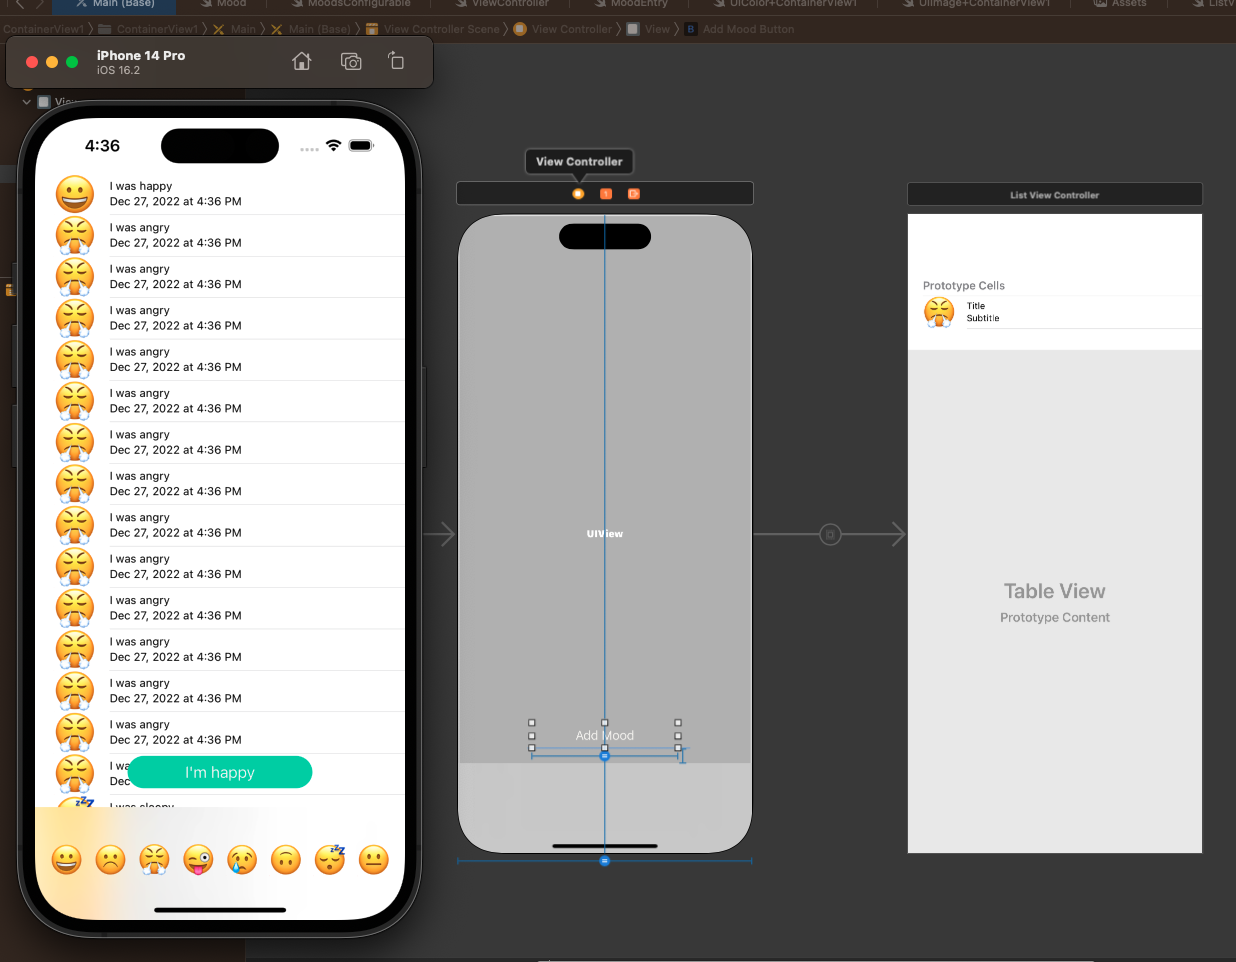 Main (Base)
Mood
MoodsConfigurable
ViewController
MoodEntry
UIColor+ContainerView1
UIImage+ContainerView1
Assets
ListV
ContainerView1
ContainerView1
Main
Main (Base)
View Controller Scene
View Controller
View
B
Add Mood Button
iPhone 14 Pro
iOS 16.2
View
4:36
I was happy
Dec 27, 2022 at 4:36 PM
I was angry
Dec 27, 2022 at 4:36 PM
I was angry
Dec 27, 2022 at 4:36 PM
I was angry
Dec 27, 2022 at 4:36 PM
I was angry
Dec 27, 2022 at 4:36 PM
I was angry
Dec 27, 2022 at 4:36 PM
I was angry
Dec 27, 2022 at 4:36 PM
I was angry
Dec 27, 2022 at 4:36 PM
I was angry
Dec 27, 2022 at 4:36 PM
I was angry
Dec 27, 2022 at 4:36 PM
I was angry
Dec 27, 2022 at 4:36 PM
I was angry
Dec 27, 2022 at 4:36 PM
I was angry
Dec 27, 2022 at 4:36 PM
I was angry
Dec 27, 2022 at 4:36 PM
I wa
Dec
I'm happy
I was sleepy
View Controller
UIView
Add Mood
List View Controller
Prototype Cells
Title
Subtitle
Table View
Prototype Content